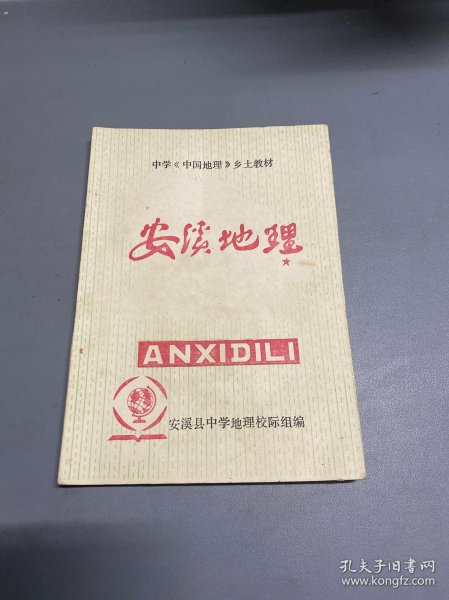 中学《中国地理》乡土教材
安溪地理
ANXIDILI
安溪县中学地理校际组编
孔夫子旧书网
www.kongfz.com